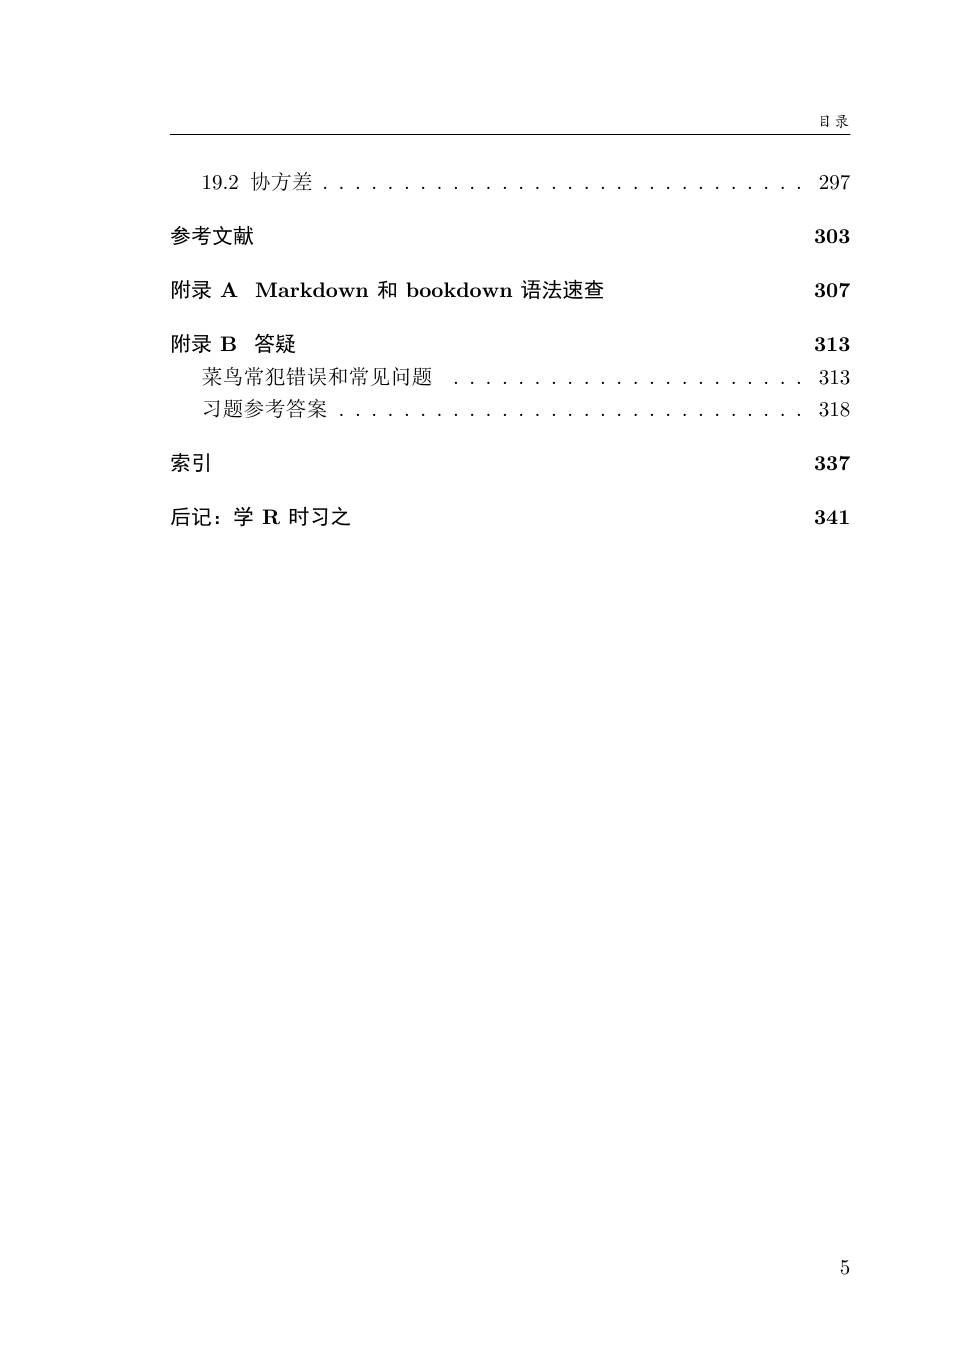 目录
19.2 协方差 . . . . . . . . . . . . . . . . . . . . . . . . . . . . . . 297
参考文献 303
附录 A Markdown 和 bookdown 语法速查 307
附录 B 答疑 313
菜鸟常犯错误和常见问题 . . . . . . . . . . . . . . . . . . . . . . 313
习题参考答案 . . . . . . . . . . . . . . . . . . . . . . . . . . . . . 318
索引 337
后记：学 R 时习之 341
5